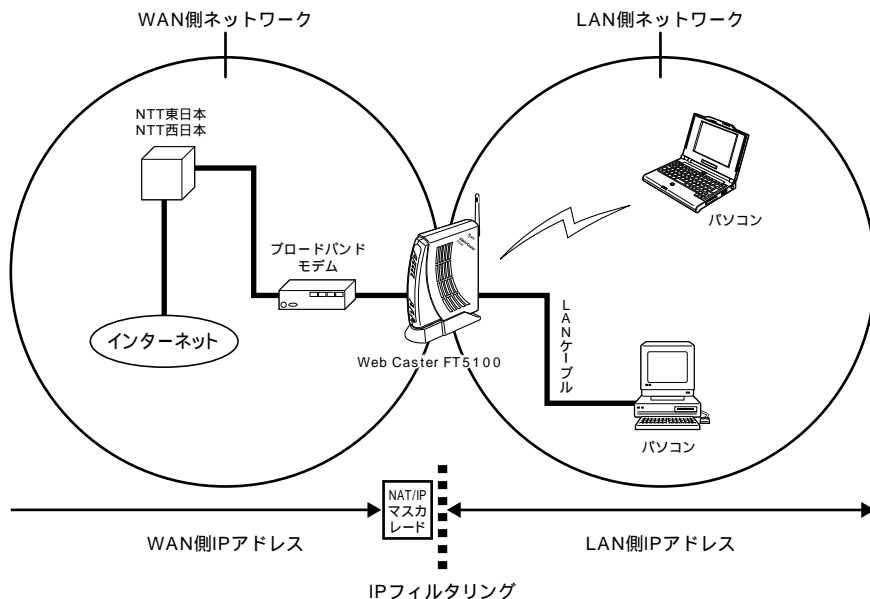 WAN側ネットワーク
LAN側ネットワーク
NTT東日本
NTT西日本
ブロードバンド
モデム
インターネット
Web Caster FT5100
LANケーブル
パソコン
パソコン
NAT/IP
マスカ
レード
WAN側IPアドレス
LAN側IPアドレス
IPフィルタリング